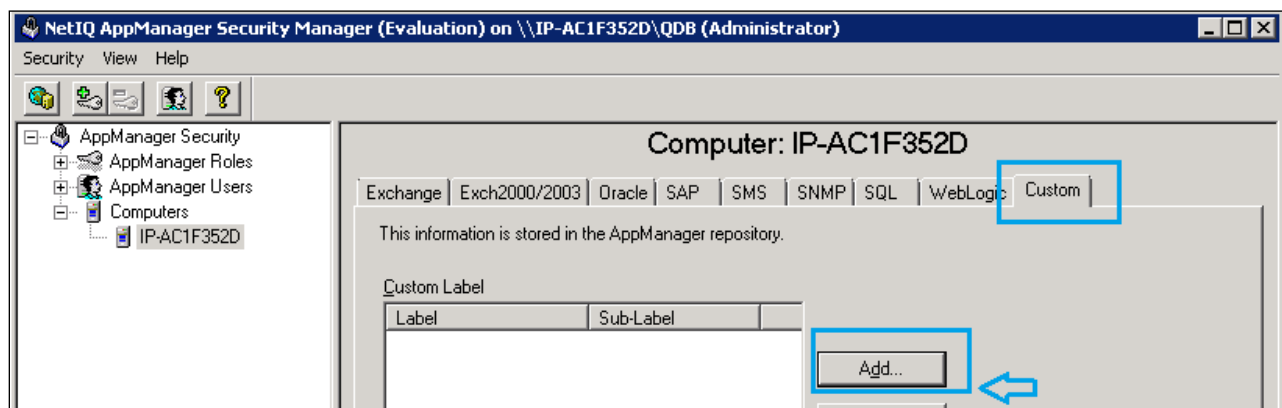 NetIQ AppManager Security Manager (Evaluation) on \\IP-AC1F352D\QDB (Administrator)
Security View Help
AppManager Security
AppManager Roles
AppManager Users
Computers
IP-AC1F352D
Computer: IP-AC1F352D
Exchange Exch2000/2003 Oracle SAP SMS SNMP SQL WebLogic Custom
This information is stored in the AppManager repository.
Custom Label
Label Sub-Label
Add...